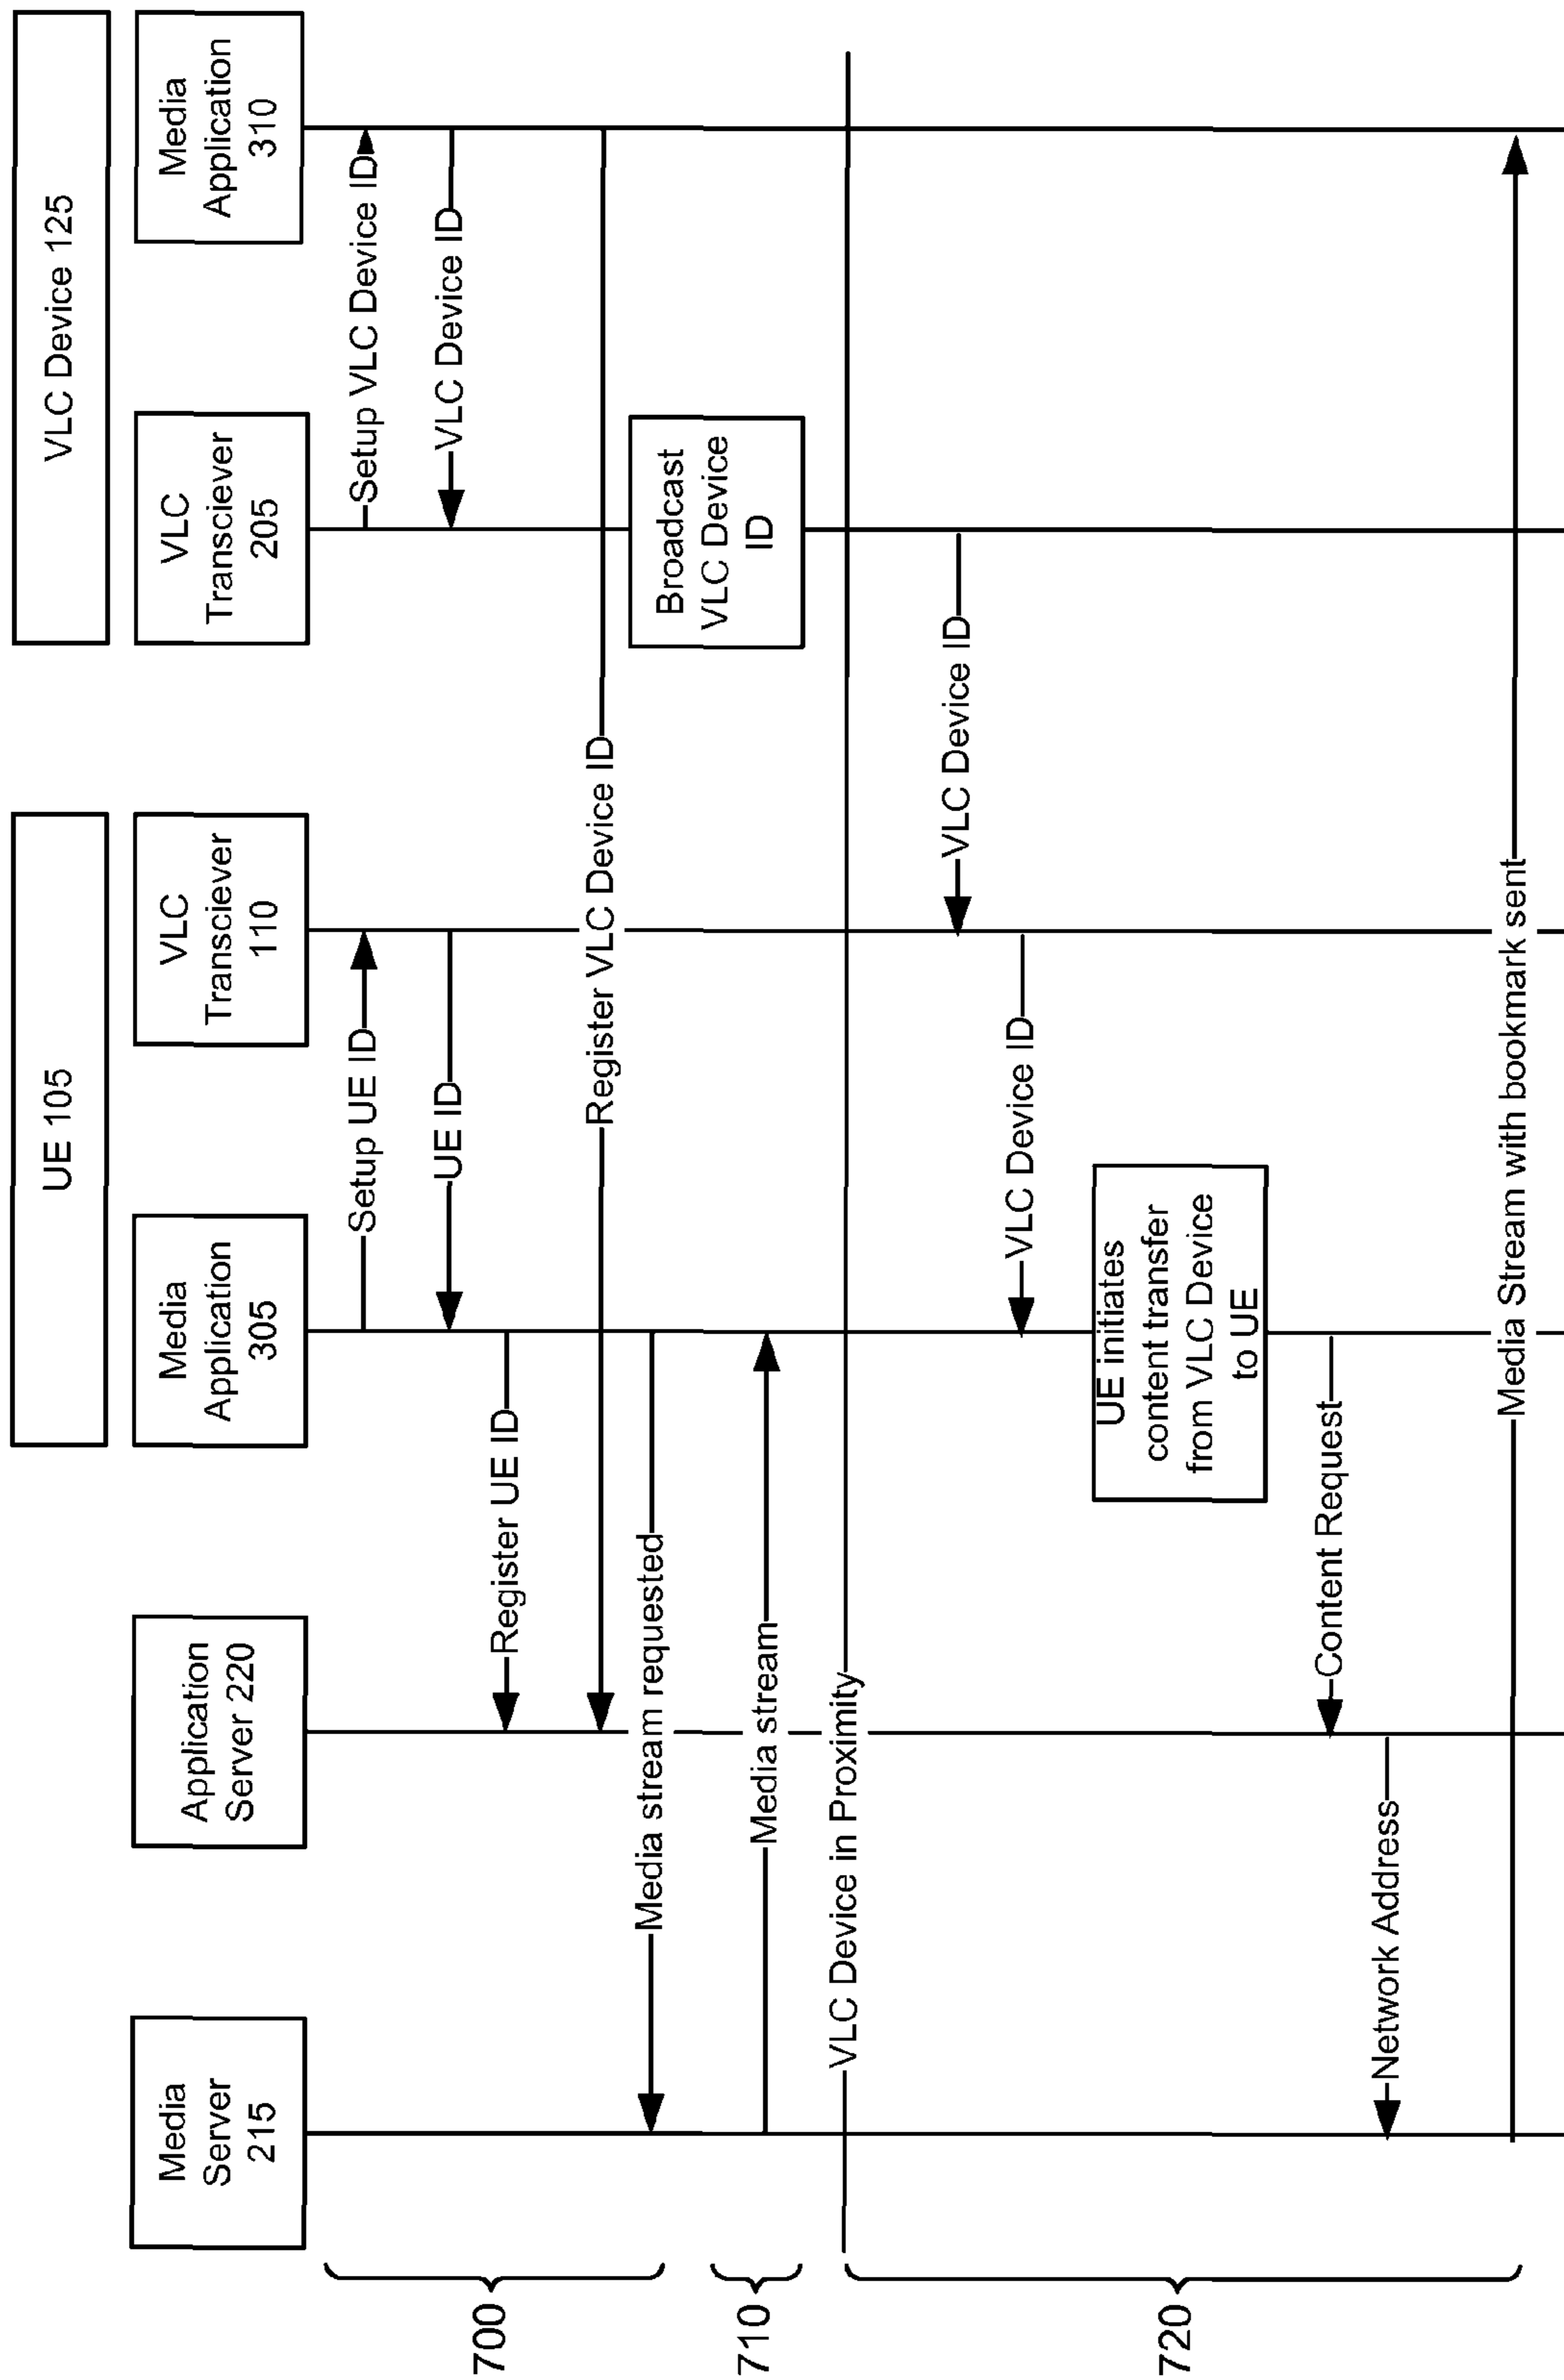 UE 105
VLC Device 125
Media
Server
215
Application
Server 220
Media
Application
305
VLC
Transciever
110
VLC
Transciever
205
Media
Application
310
700
Setup UE ID
Setup VLC Device ID
UE ID
VLC Device ID
Register UE ID
Register VLC Device ID
Media stream requested
Broadcast
VLC Device
ID
710
Media stream
VLC Device in Proximity
720
VLC Device ID
VLC Device ID
UE initiates
content transfer
from VLC Device
to UE
Content Request
Network Address
Media Stream with bookmark sent